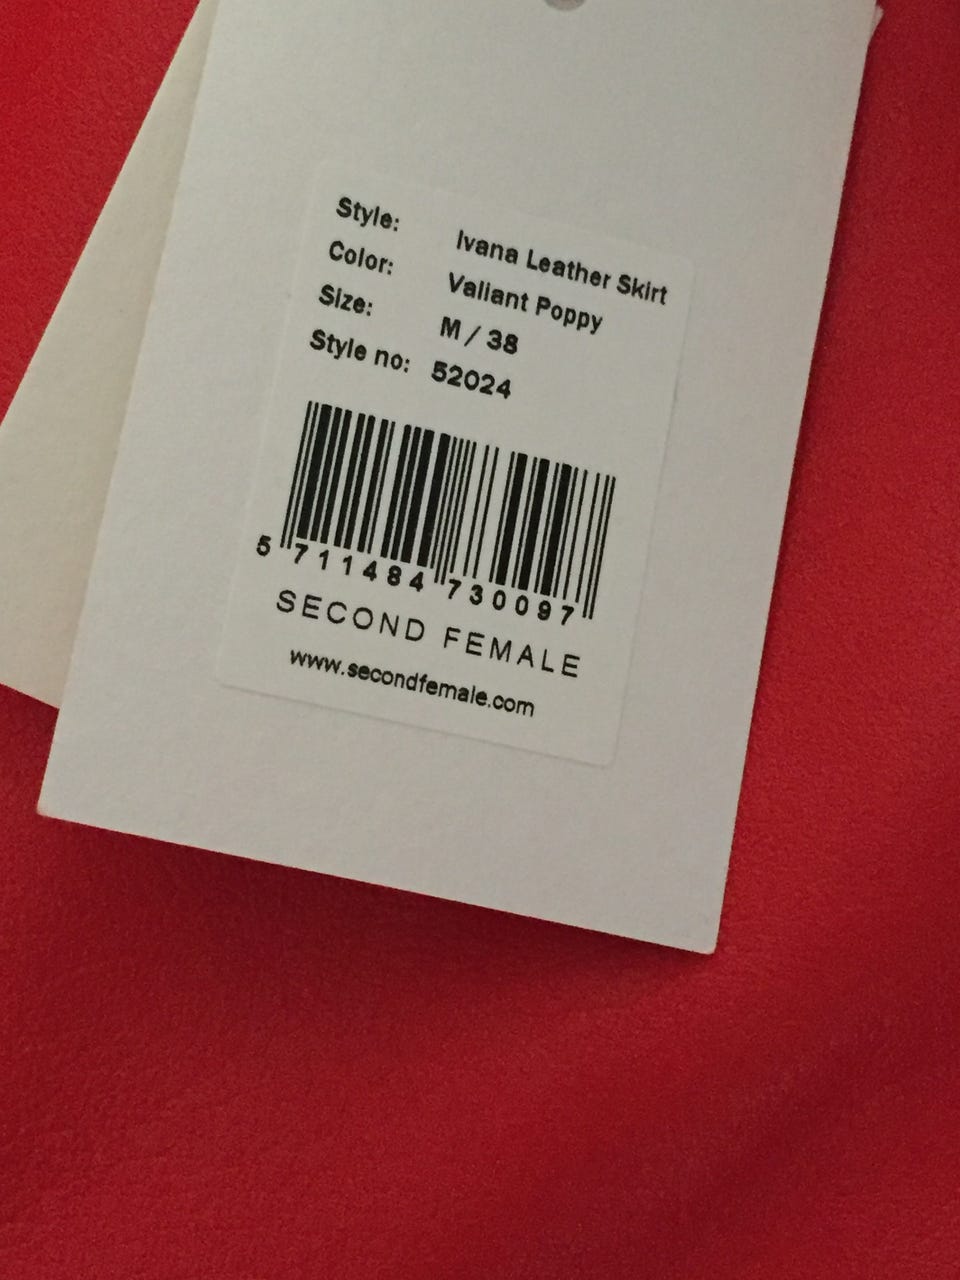 Style: Ivana Leather Skirt
Color: Valiant Poppy
Size: M / 38
Style no: 52024
5 711484 730097
SECOND FEMALE
www.secondfemale.com